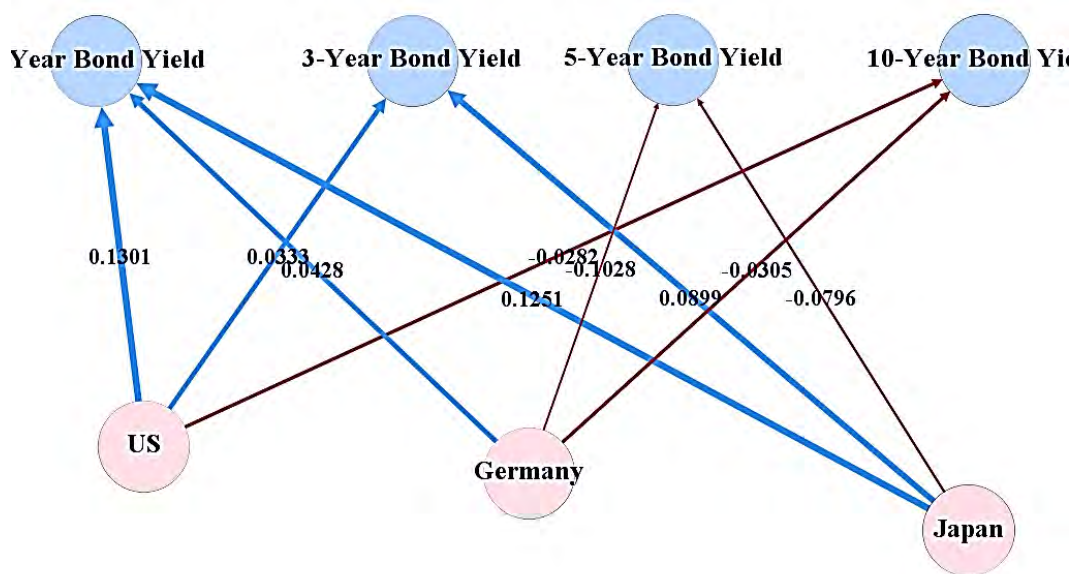 Year Bond Yield
3-Year Bond Yield
5-Year Bond Yield
10-Year Bond Yie
0.1301
0.0333
0.0428
-0.0282
-0.1028
0.1251
0.0899
-0.0305
-0.0796
US
Germany
Japan